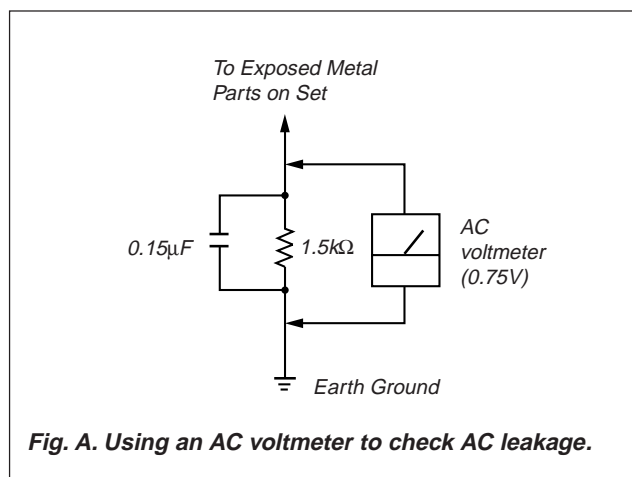 To Exposed Metal
Parts on Set
0.15µF
1.5kΩ
AC
voltmeter
(0.75V)
Earth Ground
Fig. A. Using an AC voltmeter to check AC leakage.